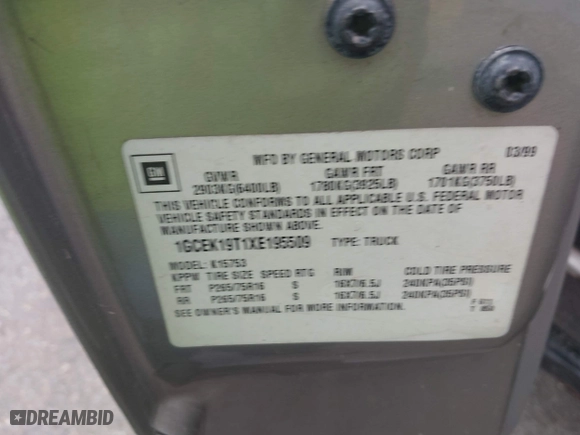 MFD BY GENERAL MOTORS CORP 03/99
GM
GVWR GAWR FRT GAWR RR
2903KG(6400LB) 1780KG(3925LB) 1701KG(3750LB)
THIS VEHICLE CONFORMS TO ALL APPLICABLE U.S. FEDERAL MOTOR
VEHICLE SAFETY STANDARDS IN EFFECT ON THE DATE OF
MANUFACTURE SHOWN ABOVE.
1GCEK19T1XE195509 TYPE: TRUCK
MODEL: K15753
KPPM TIRE SIZE SPEED RTG RIM COLD TIRE PRESSURE
FRT P265/75R16 S 16X7/6.5J 240KPA(35PSI)
RR P265/75R16 S 16X7/6.5J 240KPA(35PSI)
SEE OWNER'S MANUAL FOR MORE INFORMATION.
DREAMBID